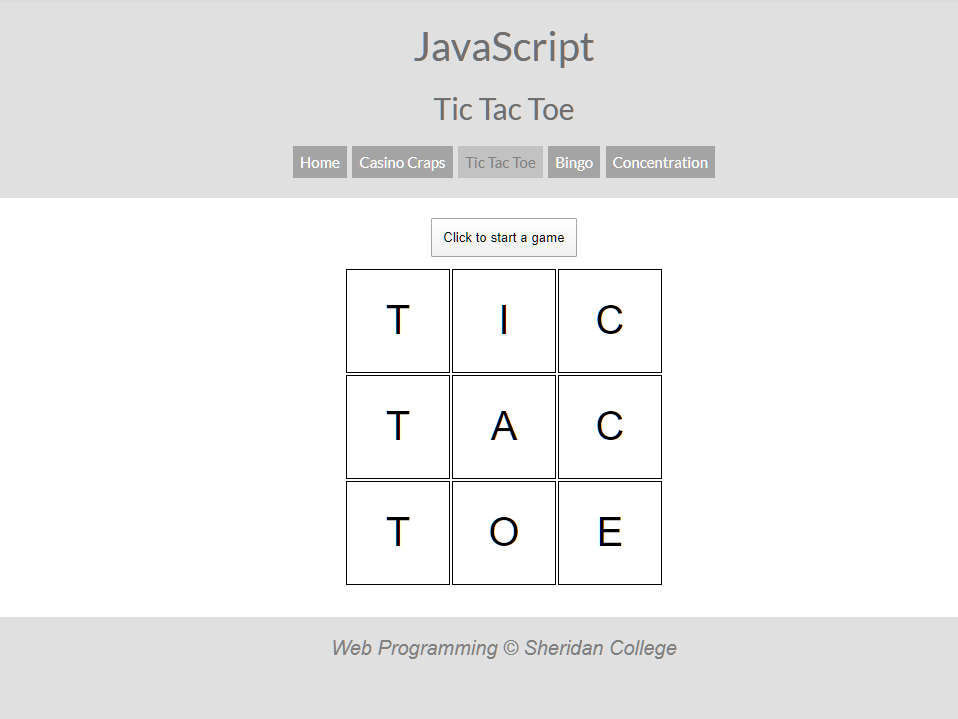 JavaScript
Tic Tac Toe
Home Casino Craps Tic Tac Toe Bingo Concentration
Click to start a game
T I C
T A C
T O E
Web Programming © Sheridan College